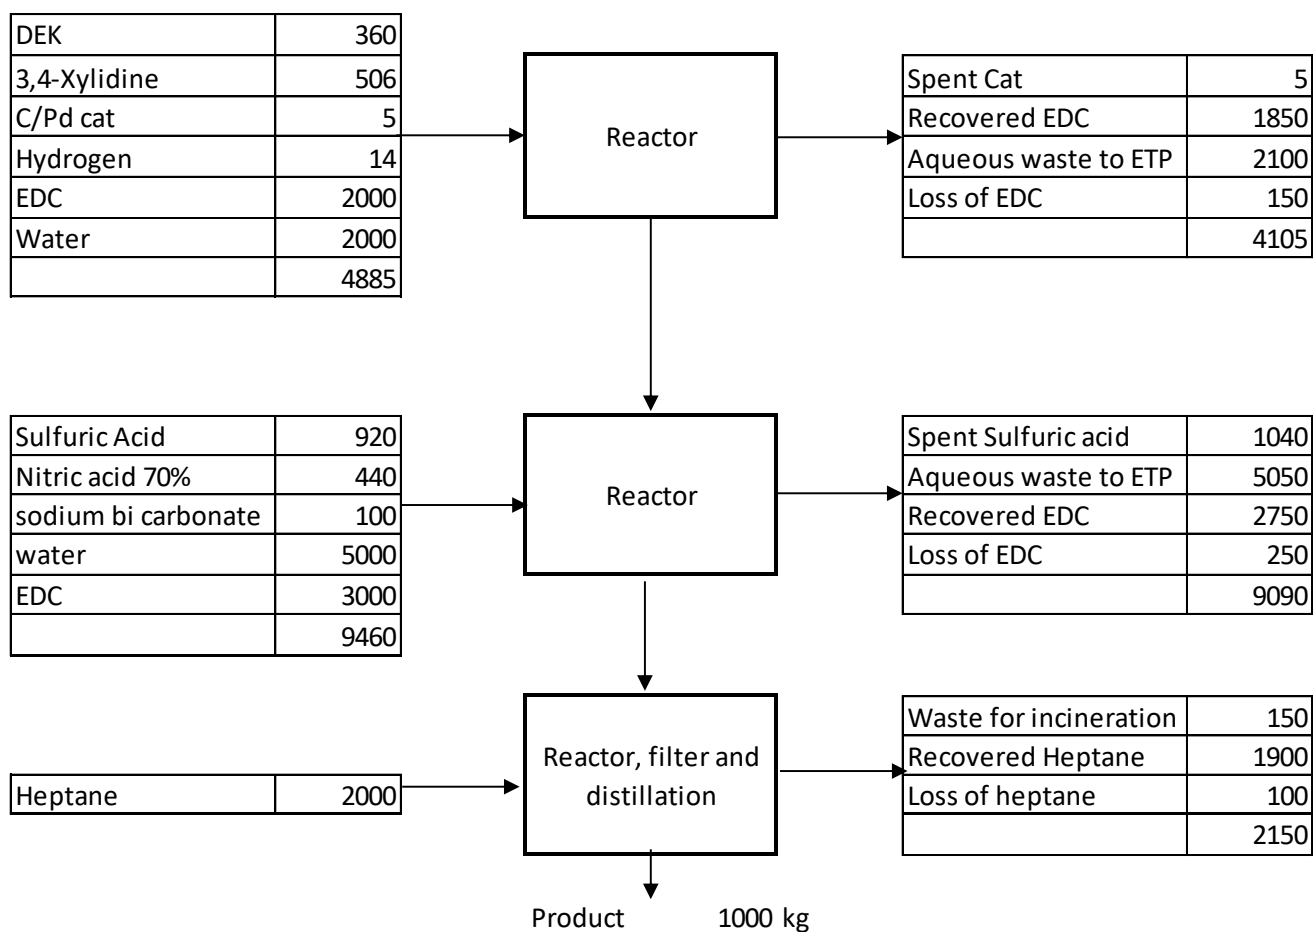 DEK 360
3,4-Xylidine 506
C/Pd cat 5
Hydrogen 14
EDC 2000
Water 2000
4885
Reactor
Spent Cat 5
Recovered EDC 1850
Aqueous waste to ETP 2100
Loss of EDC 150
4105
Sulfuric Acid 920
Nitric acid 70% 440
sodium bi carbonate 100
water 5000
EDC 3000
9460
Reactor
Spent Sulfuric acid 1040
Aqueous waste to ETP 5050
Recovered EDC 2750
Loss of EDC 250
9090
Heptane 2000
Reactor, filter and
distillation
Waste for incineration 150
Recovered Heptane 1900
Loss of heptane 100
2150
Product 1000 kg